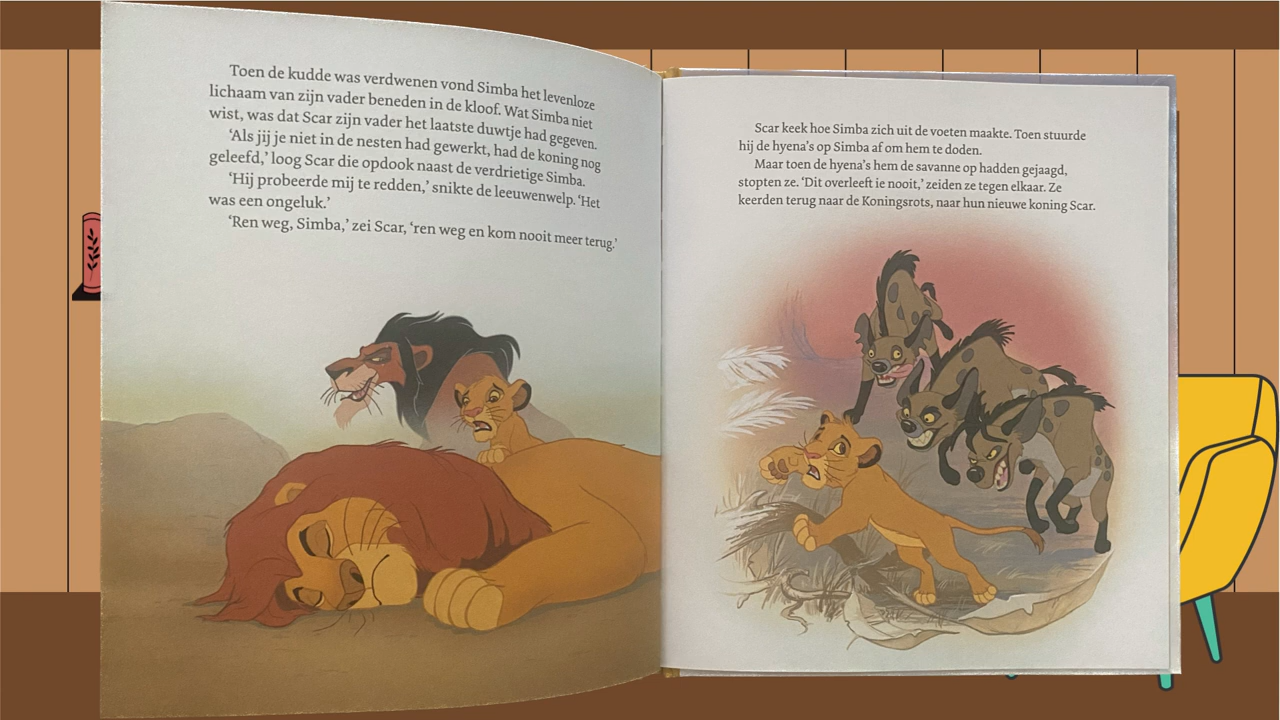 Toen de kudde was verdwenen vond Simba het levenloze
lichaam van zijn vader beneden in de kloof. Wat Simba niet
wist, was dat Scar zijn vader het laatste duwtje had gegeven.
‘Als jij je niet in de nesten had gewerkt, had de koning nog
geleefd,’ loog Scar die opdook naast de verdrietige Simba.
‘Hij probeerde mij te redden,’ snikte de leeuwenwelp. ‘Het
was een ongeluk.’
‘Ren weg, Simba,’ zei Scar, ‘ren weg en kom nooit meer terug.’
Scar keek hoe Simba zich uit de voeten maakte. Toen stuurde
hij de hyena’s op Simba af om hem te doden.
Maar toen de hyena’s hem de savanne op hadden gejaagd,
stopten ze. ‘Dit overleeft ie nooit,’ zeiden ze tegen elkaar. Ze
keerden terug naar de Koningsrots, naar hun nieuwe koning Scar.